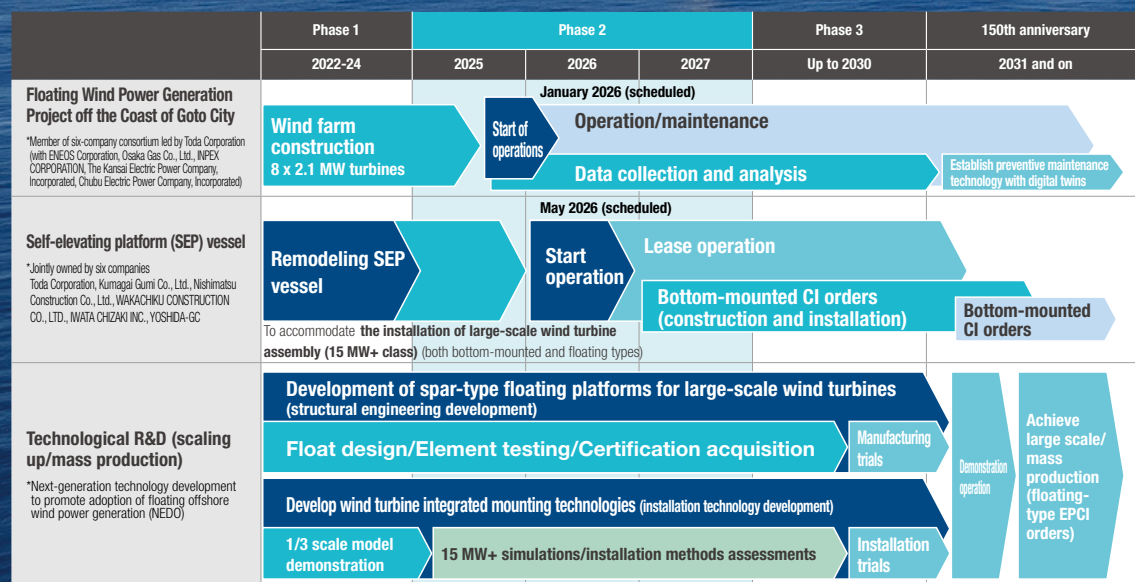 Phase 1
Phase 2
Phase 3
150th anniversary
2022-24
2025
2026
2027
Up to 2030
2031 and on
Floating Wind Power Generation
Project off the Coast of Goto City
*Member of six-company consortium led by Toda Corporation
(with ENEOS Corporation, Osaka Gas Co., Ltd., INPEX
CORPORATION, The Kansai Electric Power Company,
Incorporated, Chubu Electric Power Company, Incorporated)
January 2026 (scheduled)
Wind farm
construction
8 x 2.1 MW turbines
Start of
operations
Operation/maintenance
Data collection and analysis
Establish preventive maintenance
technology with digital twins
Self-elevating platform (SEP) vessel
*Jointly owned by six companies
Toda Corporation, Kumagai Gumi Co., Ltd., Nishimatsu
Construction Co., Ltd., WAKACHIKU CONSTRUCTION
CO., LTD., IWATA CHIZAKI INC., YOSHIDA-GC
May 2026 (scheduled)
Remodeling SEP
vessel
Start
operation
Lease operation
Bottom-mounted CI orders
(construction and installation)
Bottom-mounted
CI orders
To accommodate the installation of large-scale wind turbine
assembly (15 MW+ class) (both bottom-mounted and floating types)
Technological R&D (scaling
up/mass production)
*Next-generation technology development
to promote adoption of floating offshore
wind power generation (NEDO)
Development of spar-type floating platforms for large-scale wind turbines
(structural engineering development)
Float design/Element testing/Certification acquisition
Manufacturing
trials
Develop wind turbine integrated mounting technologies (installation technology development)
1/3 scale model
demonstration
15 MW+ simulations/installation methods assessments
Installation
trials
Demonstration
operation
Achieve
large scale/
mass
production
(floating-
type EPCI
orders)